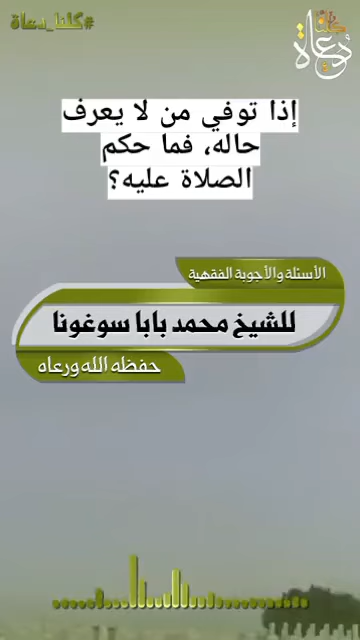 #كلنا_دعاة
كلنا
دعاة
إذا توفي من لا يعرف
حاله، فما حكم
الصلاة عليه؟
الأسئلة والأجوبة الفقهية
للشيخ محمد بابا سوغونا
حفظه الله ورعاه